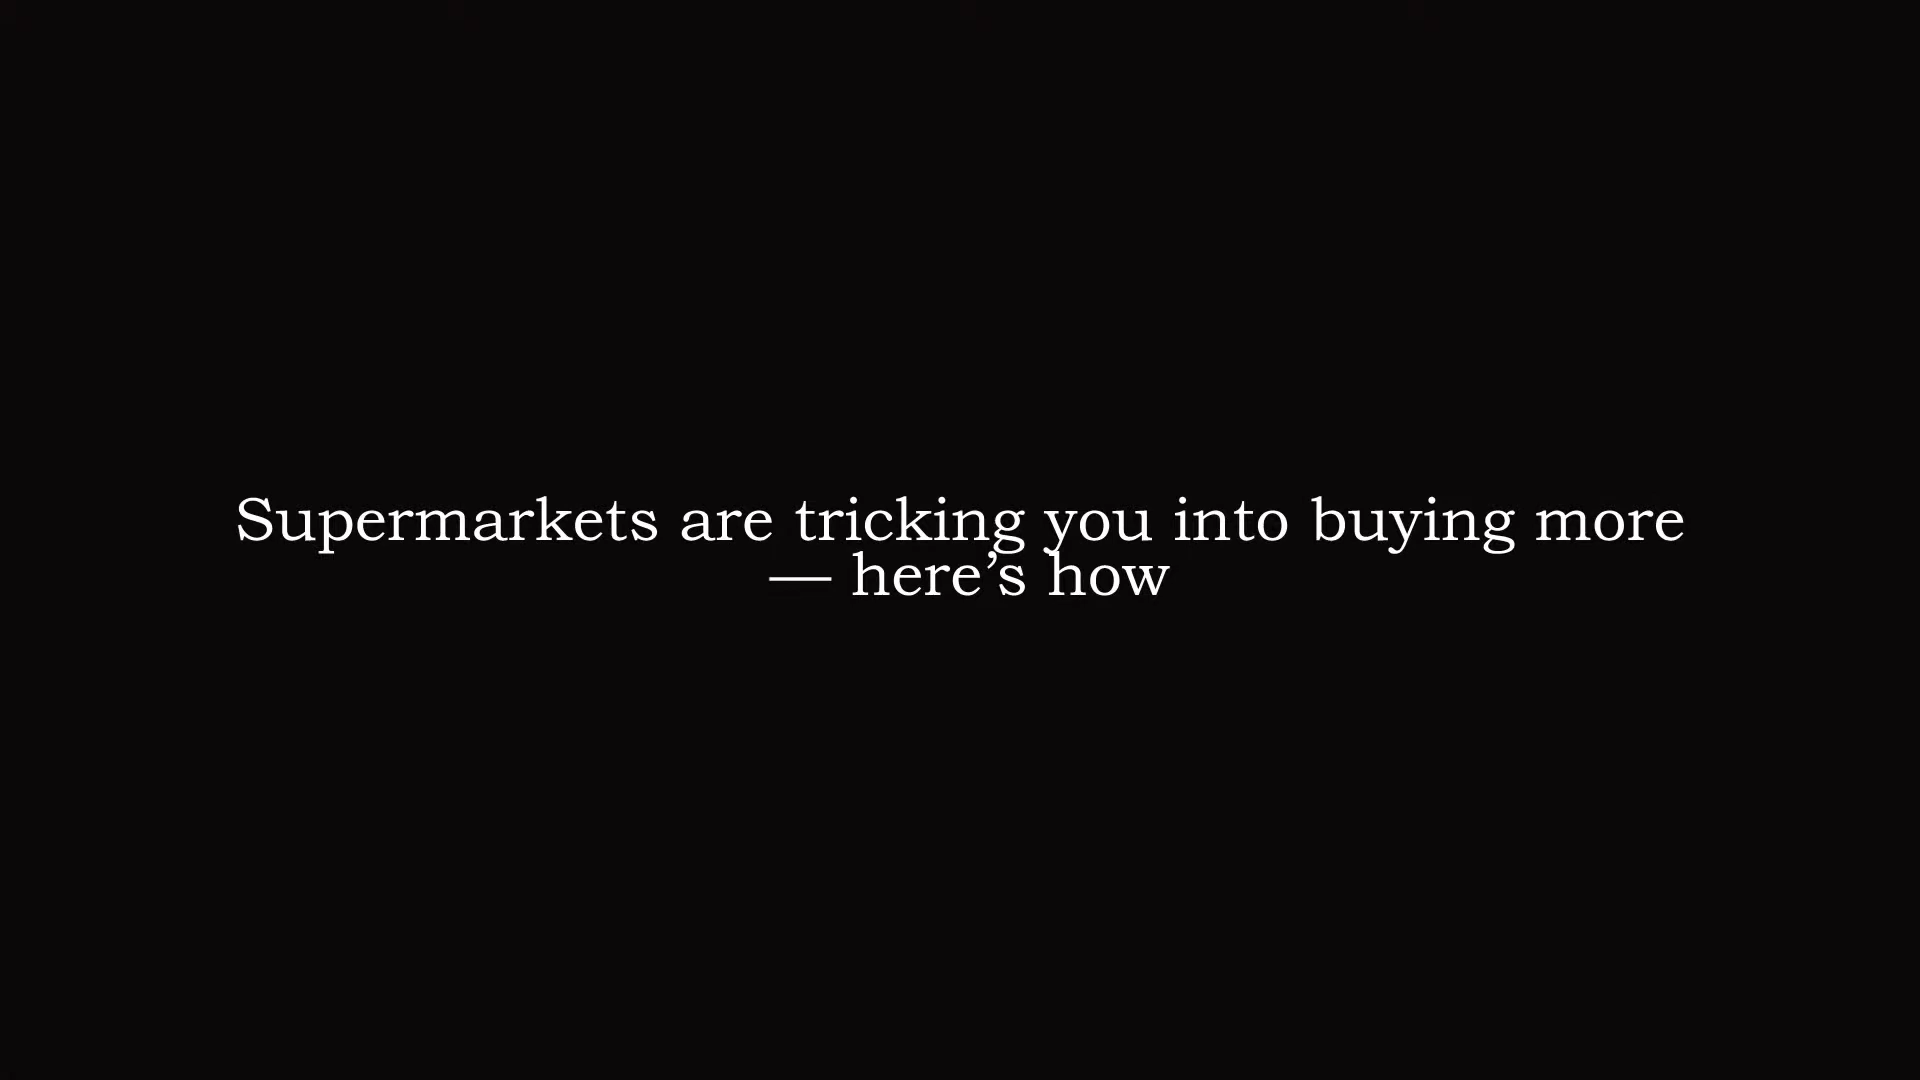 Supermarkets are tricking you into buying more
— here’s how